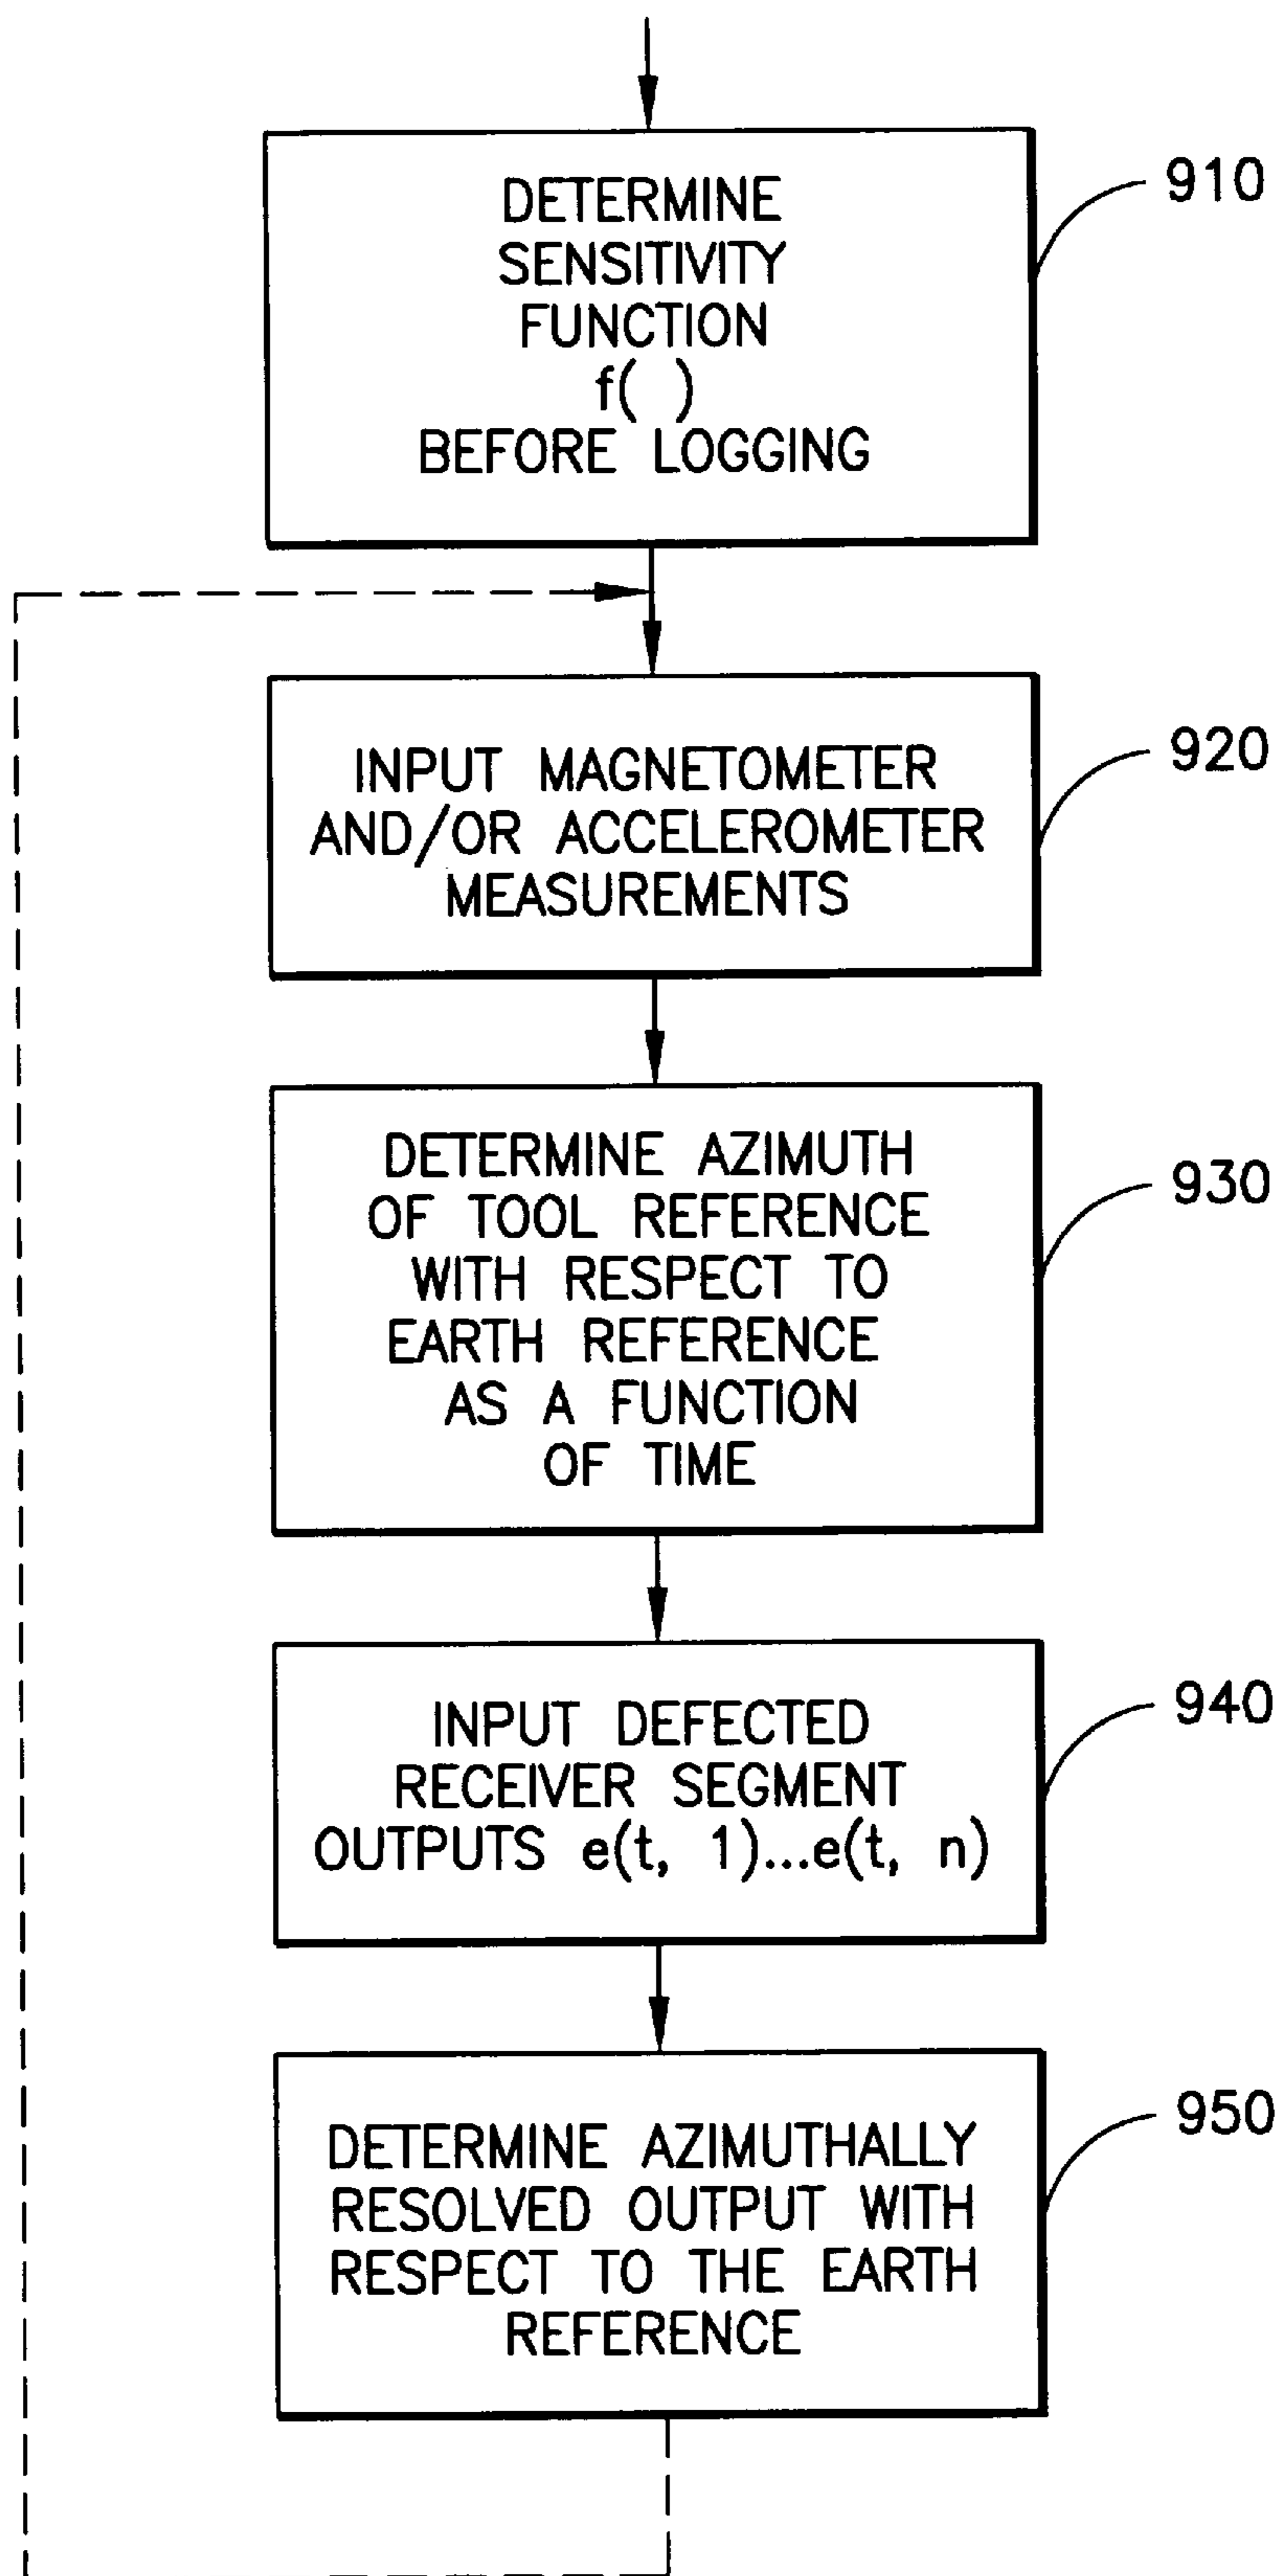 DETERMINE
SENSITIVITY
FUNCTION
f( )
BEFORE LOGGING
910
INPUT MAGNETOMETER
AND/OR ACCELEROMETER
MEASUREMENTS
920
DETERMINE AZIMUTH
OF TOOL REFERENCE
WITH RESPECT TO
EARTH REFERENCE
AS A FUNCTION
OF TIME
930
INPUT DEFECTED
RECEIVER SEGMENT
OUTPUTS e(t, 1)...e(t, n)
940
DETERMINE AZIMUTHALLY
RESOLVED OUTPUT WITH
RESPECT TO THE EARTH
REFERENCE
950